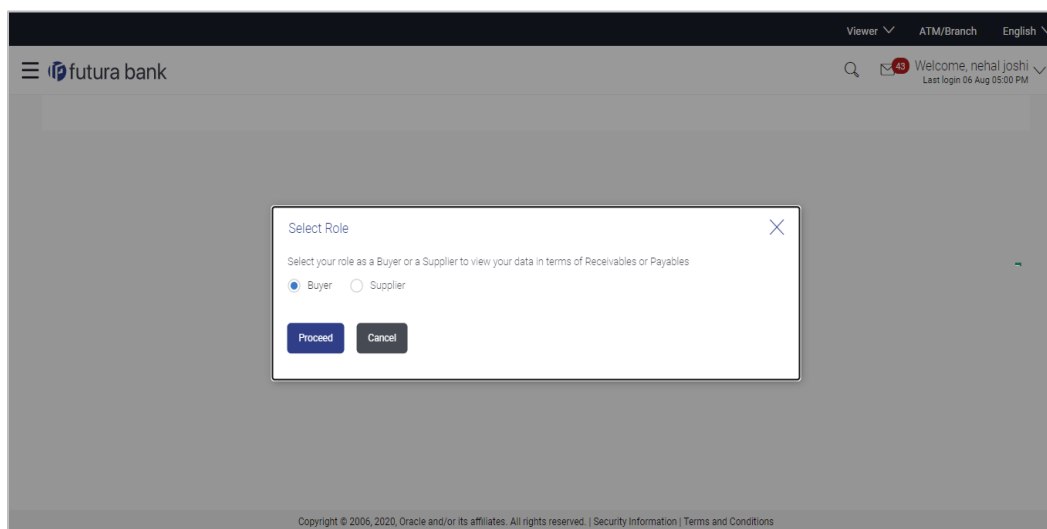 Viewer ATM/Branch English
futura bank 43 Welcome, nehal joshi
Last login 06 Aug 05:00 PM
Select Role
Select your role as a Buyer or a Supplier to view your data in terms of Receivables or Payables
Buyer Supplier
Proceed Cancel
Copyright © 2006, 2020, Oracle and/or its affiliates. All rights reserved. | Security Information | Terms and Conditions